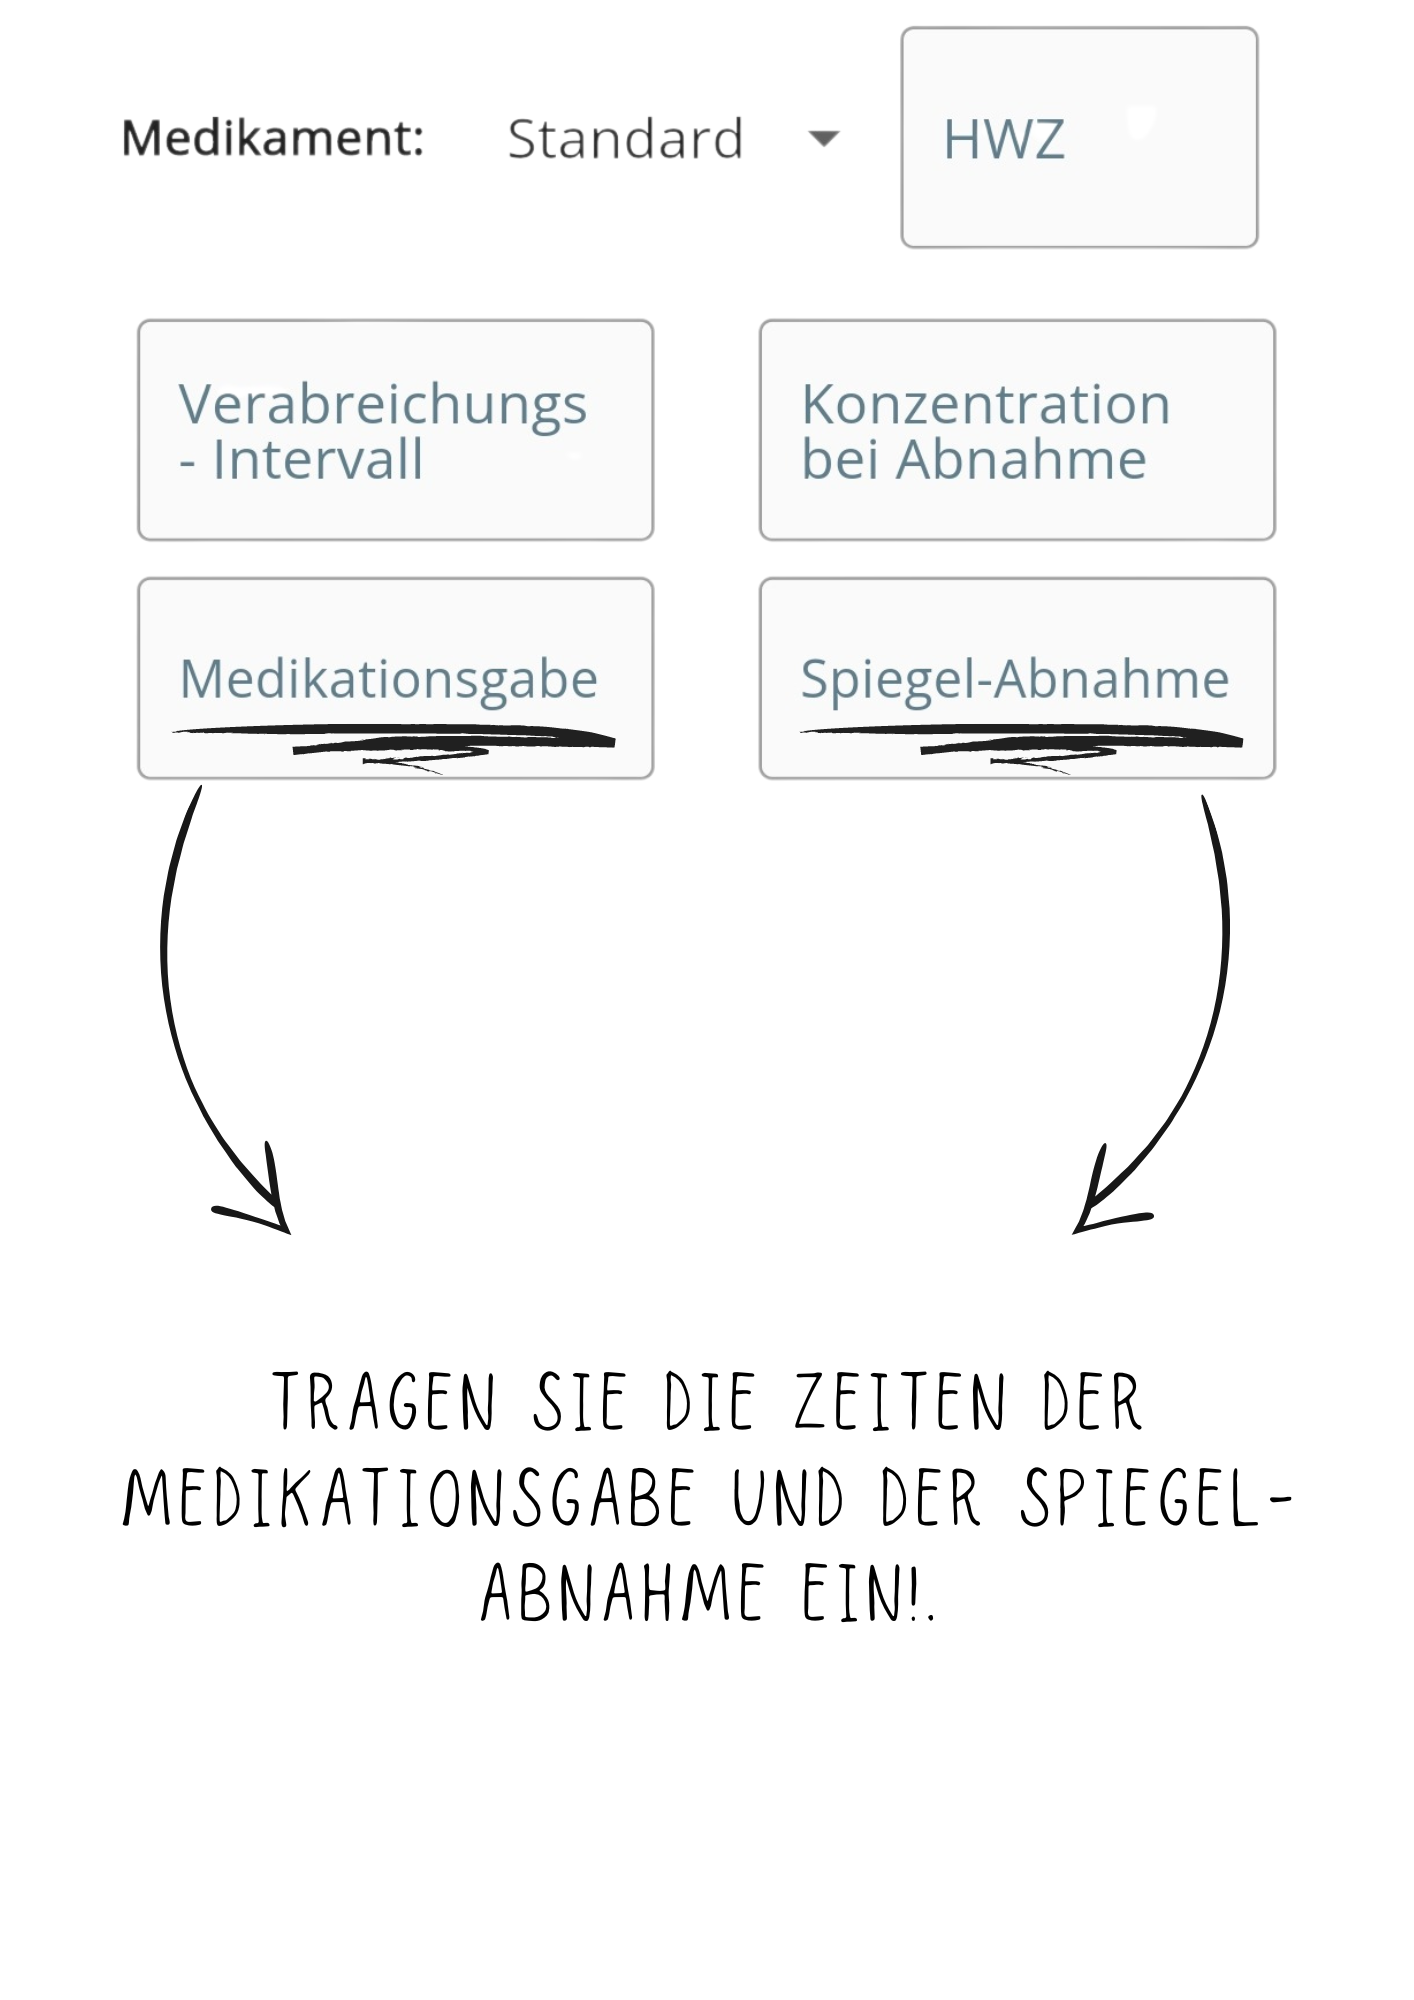 Medikament: Standard HWZ
Verabreichungs
- Intervall
Konzentration
bei Abnahme
Medikationsgabe
Spiegel-Abnahme
TRAGEN SIE DIE ZEITEN DER
MEDIKATIONSGABE UND DER SPIEGEL-
ABNAHME EIN!.